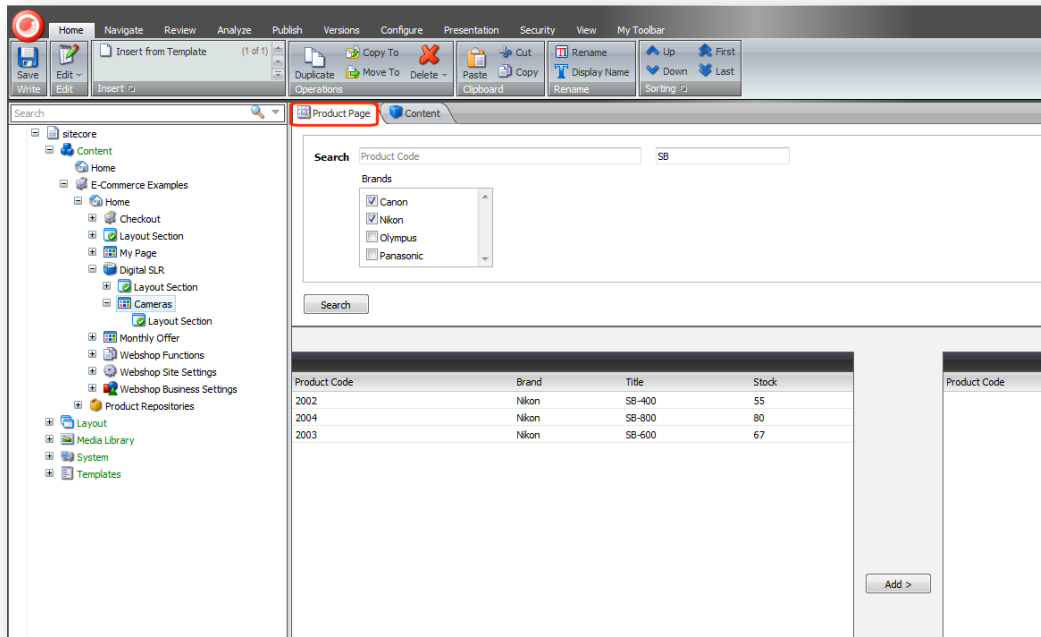 Home Navigate Review Analyze Publish Versions Configure Presentation Security View My Toolbar
Insert from Template (1 of 1)
Save Edit Duplicate Copy To Move To Delete Paste Cut Copy Rename Display Name Up Down First Last
Write Edit Insert Operations Clipboard Rename Sorting
Search
Product Page Content
sitecore
Content
Home
E-Commerce Examples
Home
Checkout
Layout Section
My Page
Digital SLR
Layout Section
Cameras
Layout Section
Monthly Offer
Webshop Functions
Webshop Site Settings
Webshop Business Settings
Product Repositories
Layout
Media Library
System
Templates
Search Product Code SB
Brands
Canon
Nikon
Olympus
Panasonic
Search
Product Code Brand Title Stock
2002 Nikon SB-400 55
2004 Nikon SB-800 80
2003 Nikon SB-600 67
Add >
Product Code